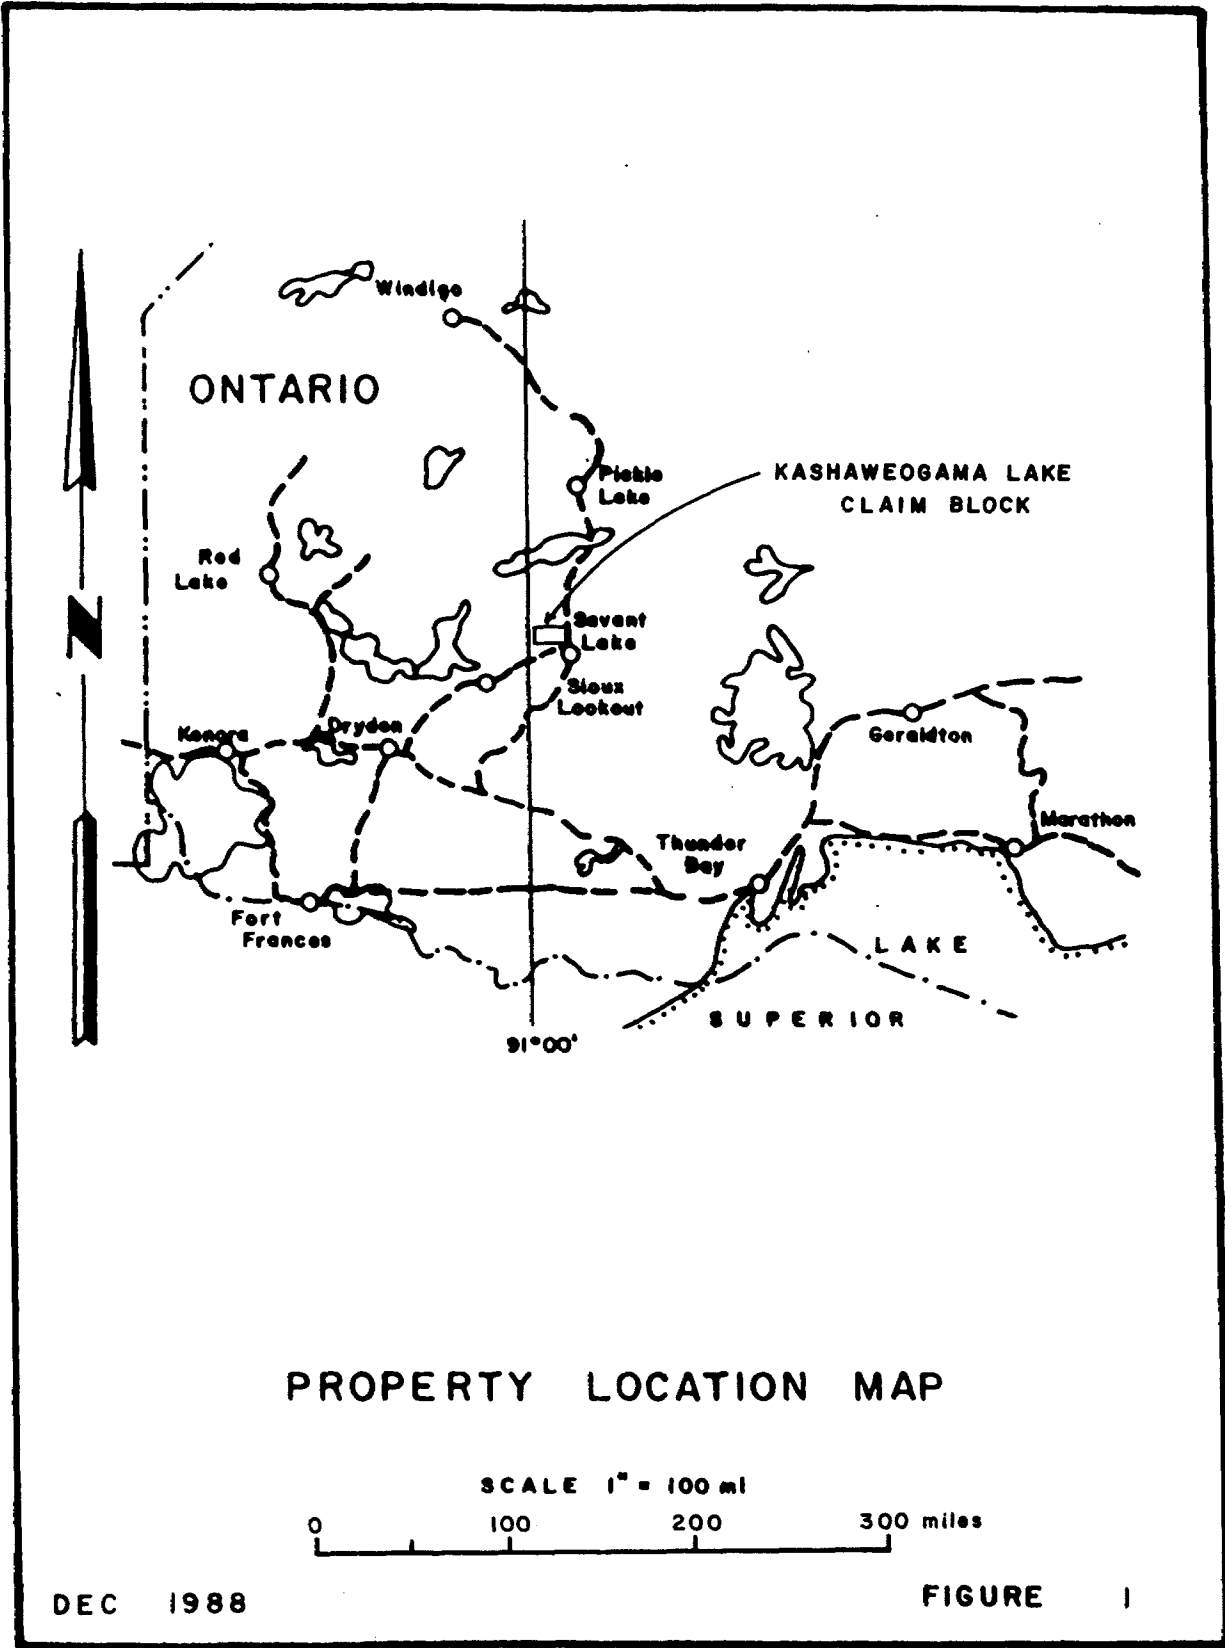 Windigo
ONTARIO
Pickle
Lake
KASHAWEOGAMA LAKE
CLAIM BLOCK
Red
Lake
N
Savant
Lake
Sioux
Lookout
Kenora
Dryden
Geraldton
Marathon
Thunder
Bay
Fort
Frances
LAKE
SUPERIOR
91°00'
PROPERTY LOCATION MAP
SCALE 1" = 100 mi
0 100 200 300 miles
DEC 1988
FIGURE 1